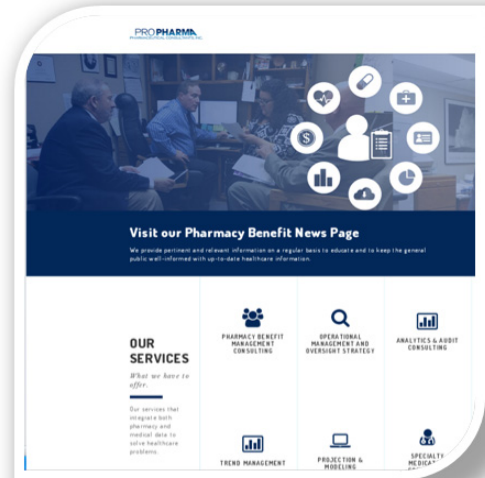 PROPHARMA
PHARMACEUTICAL CONSULTANTS, INC.
Visit our Pharmacy Benefit News Page
We provide pertinent and relevant information on a regular basis to educate and to keep the general
public well-informed with up-to-date healthcare information.
OUR
SERVICES
What we have to
offer.
Our services that
integrate both
pharmacy and
medical data to
solve healthcare
problems.
PHARMACY BENEFIT
MANAGEMENT
CONSULTING
OPERATIONAL
MANAGEMENT AND
OVERSIGHT STRATEGY
ANALYTICS & AUDIT
CONSULTING
TREND MANAGEMENT
PROJECTION &
MODELING
SPECIALTY